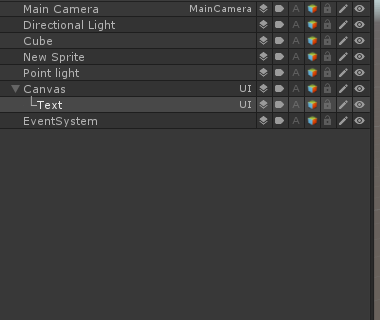 Main Camera MainCamera
Directional Light
Cube
New Sprite
Point light
Canvas UI
Text UI
EventSystem